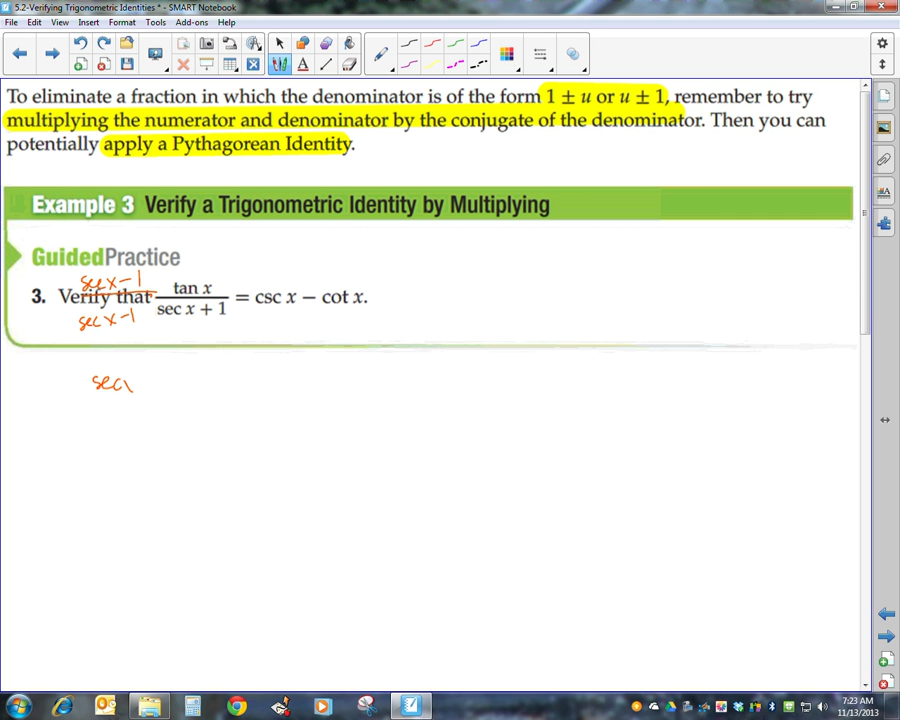 5.2-Verifying Trigonometric Identities * - SMART Notebook
File Edit View Insert Format Tools Add-ons Help
To eliminate a fraction in which the denominator is of the form 1 ± u or u ± 1, remember to try
multiplying the numerator and denominator by the conjugate of the denominator. Then you can
potentially apply a Pythagorean Identity.
Example 3 Verify a Trigonometric Identity by Multiplying
GuidedPractice
sec x - 1
3. Verify that tan x / sec x + 1 = csc x − cot x.
sec x - 1
sec
7:23 AM
11/13/2013